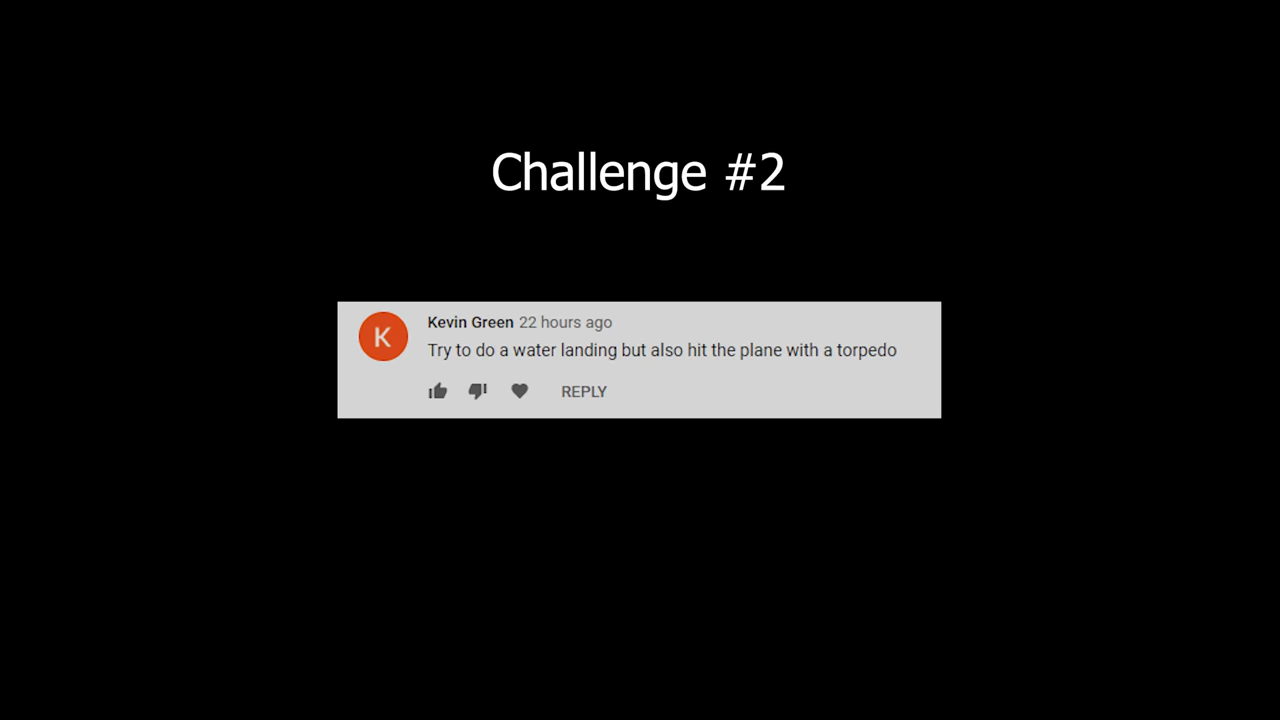 Challenge #2
K
Kevin Green 22 hours ago
Try to do a water landing but also hit the plane with a torpedo
REPLY